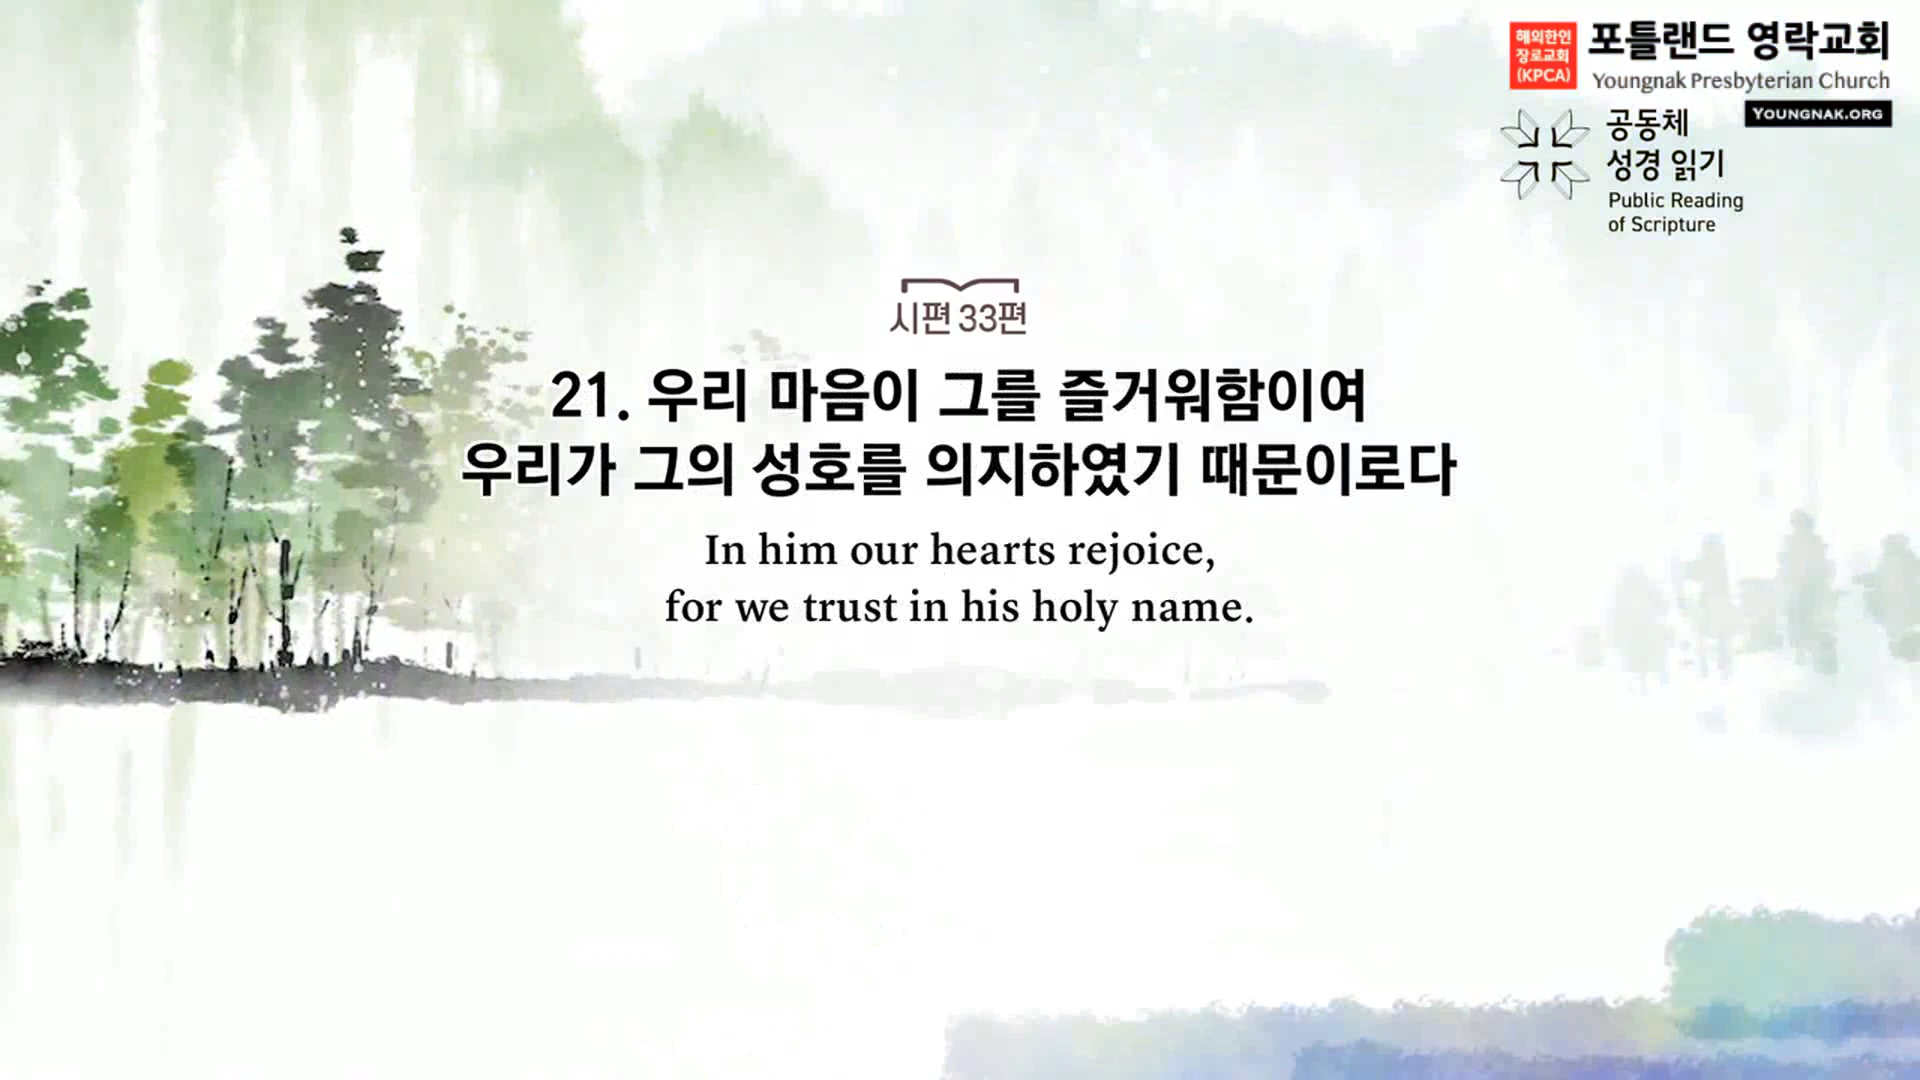 해외한인
장로교회
(KPCA)
포틀랜드 영락교회
Youngnak Presbyterian Church
YOUNGNAK.ORG
공동체
성경 읽기
Public Reading
of Scripture
시편 33편
21. 우리 마음이 그를 즐거워함이여
우리가 그의 성호를 의지하였기 때문이로다
In him our hearts rejoice,
for we trust in his holy name.